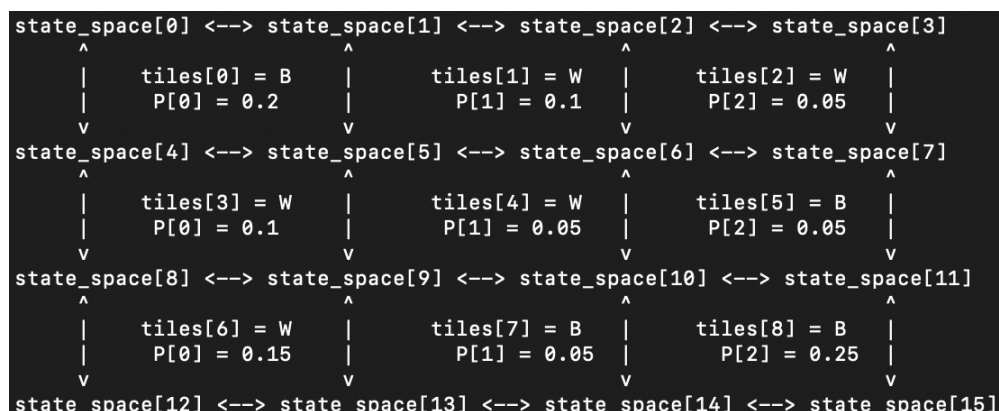 state_space[0] <--> state_space[1] <--> state_space[2] <--> state_space[3]
^ ^ ^ ^
| tiles[0] = B | tiles[1] = W | tiles[2] = W |
| P[0] = 0.2 | P[1] = 0.1 | P[2] = 0.05 |
v v v v
state_space[4] <--> state_space[5] <--> state_space[6] <--> state_space[7]
^ ^ ^ ^
| tiles[3] = W | tiles[4] = W | tiles[5] = B |
| P[0] = 0.1 | P[1] = 0.05 | P[2] = 0.05 |
v v v v
state_space[8] <--> state_space[9] <--> state_space[10] <--> state_space[11]
^ ^ ^ ^
| tiles[6] = W | tiles[7] = B | tiles[8] = B |
| P[0] = 0.15 | P[1] = 0.05 | P[2] = 0.25 |
v v v v
state_space[12] <--> state_space[13] <--> state_space[14] <--> state_space[15]